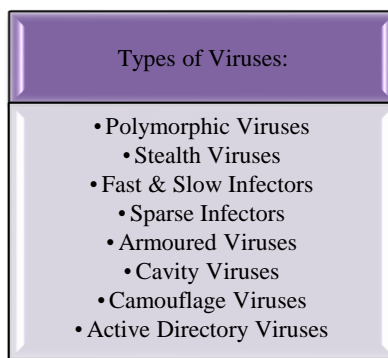 Types of Viruses:
• Polymorphic Viruses
• Stealth Viruses
• Fast & Slow Infectors
• Sparse Infectors
• Armoured Viruses
• Cavity Viruses
• Camouflage Viruses
• Active Directory Viruses